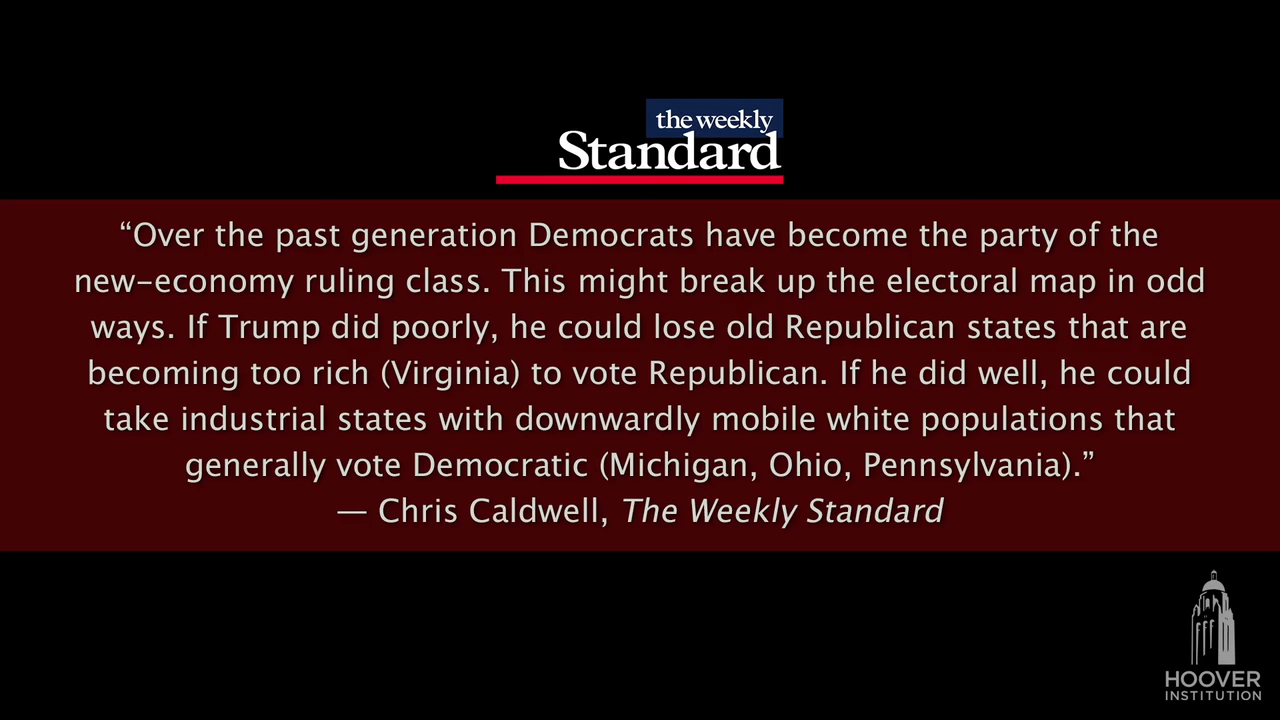 the weekly
Standard
“Over the past generation Democrats have become the party of the
new-economy ruling class. This might break up the electoral map in odd
ways. If Trump did poorly, he could lose old Republican states that are
becoming too rich (Virginia) to vote Republican. If he did well, he could
take industrial states with downwardly mobile white populations that
generally vote Democratic (Michigan, Ohio, Pennsylvania).”
— Chris Caldwell, The Weekly Standard
HOOVER
INSTITUTION